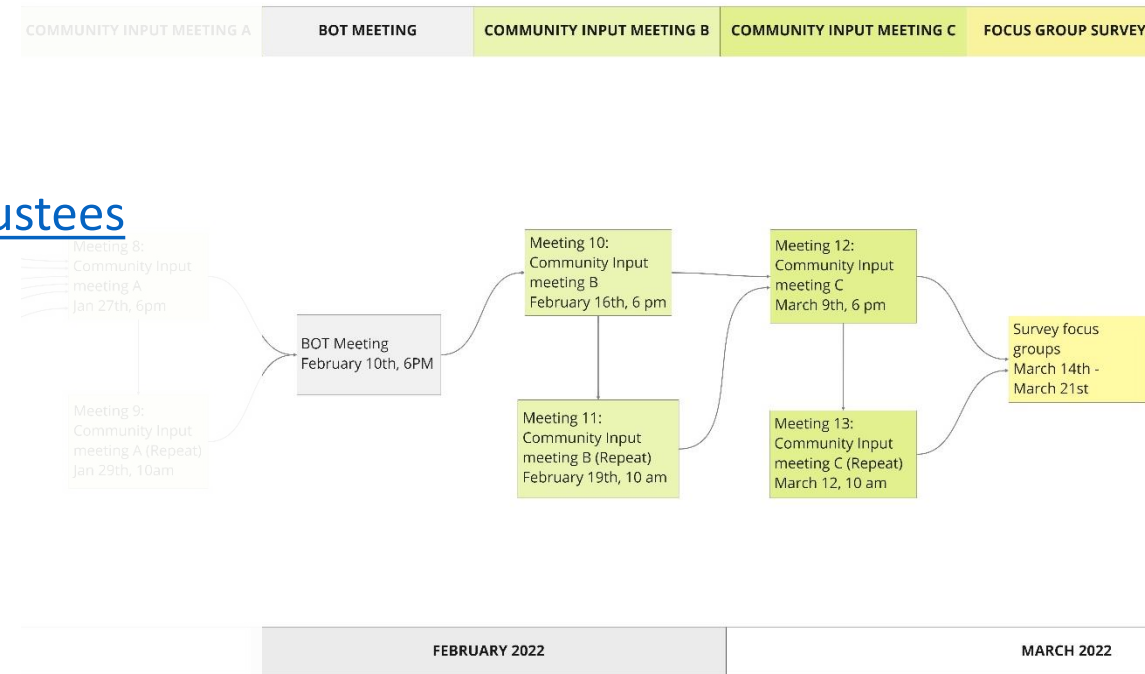 COMMUNITY INPUT MEETING A
BOT MEETING
COMMUNITY INPUT MEETING B
COMMUNITY INPUT MEETING C
FOCUS GROUP SURVEY
ustees
Meeting 8:
Community Input
meeting A
Jan 27th, 6pm
Meeting 9:
Community Input
meeting A (Repeat)
Jan 29th, 10am
BOT Meeting
February 10th, 6PM
Meeting 10:
Community Input
meeting B
February 16th, 6 pm
Meeting 11:
Community Input
meeting B (Repeat)
February 19th, 10 am
Meeting 12:
Community Input
meeting C
March 9th, 6 pm
Meeting 13:
Community Input
meeting C (Repeat)
March 12, 10 am
Survey focus
groups
March 14th -
March 21st
FEBRUARY 2022
MARCH 2022